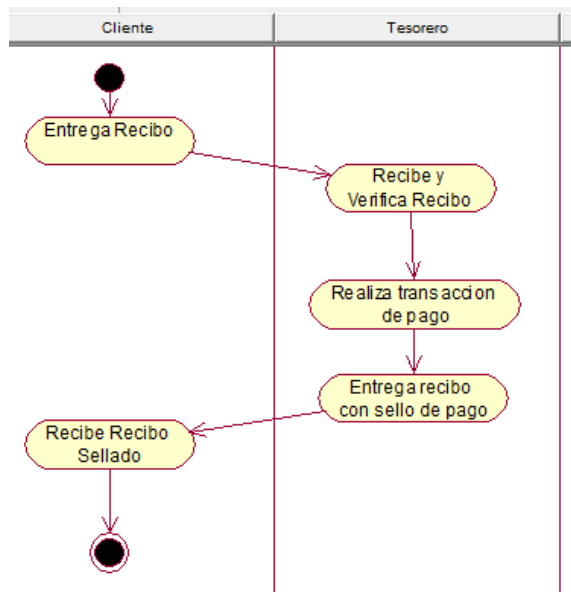 Cliente
Tesorero
Entrega Recibo
Recibe y
Verifica Recibo
Realiza transaccion
de pago
Entrega recibo
con sello de pago
Recibe Recibo
Sellado